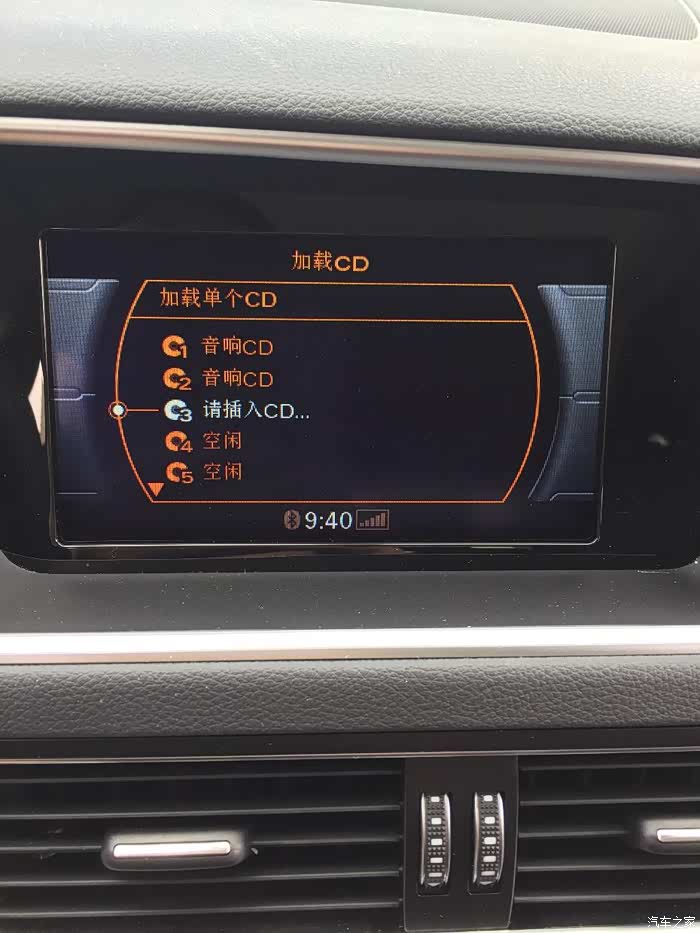 加载CD
加载单个CD
1 音响CD
2 音响CD
3 请插入CD...
4 空闲
5 空闲
9:40
汽车之家